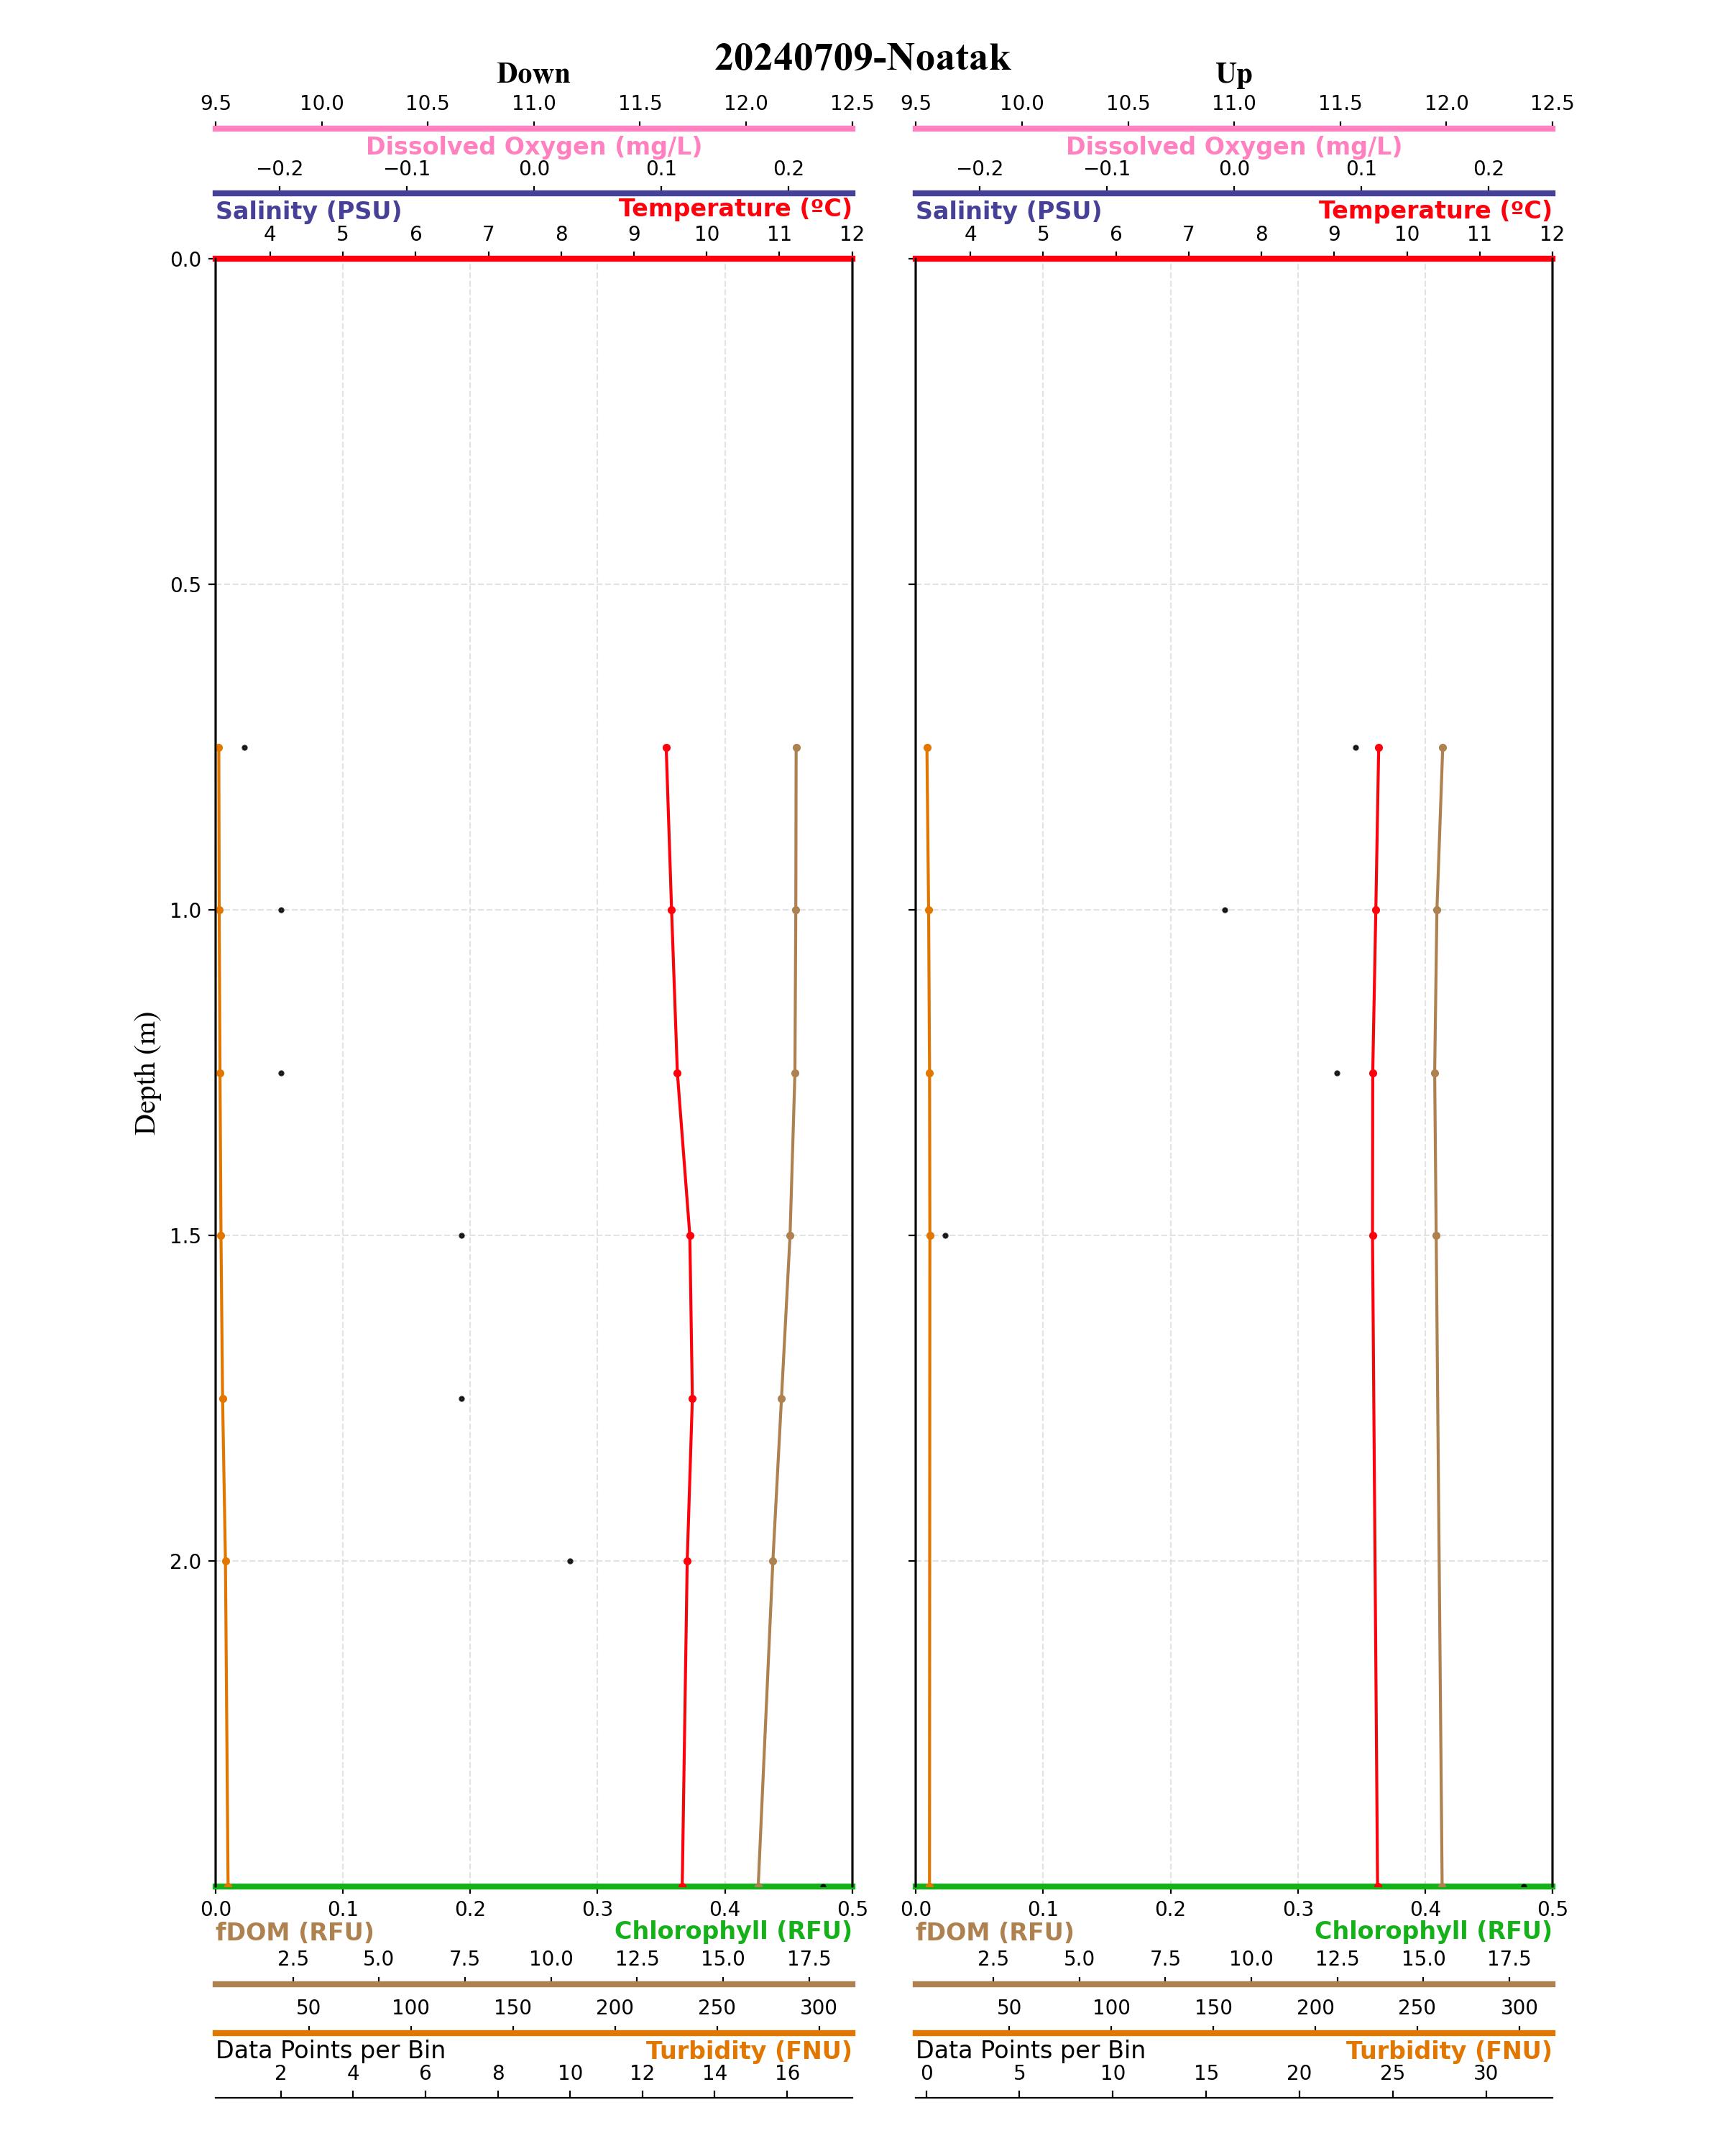 20240709-Noatak
Down Up
9.5 10.0 10.5 11.0 11.5 12.0 12.5 9.5 10.0 10.5 11.0 11.5 12.0 12.5
Dissolved Oxygen (mg/L) Dissolved Oxygen (mg/L)
−0.2 −0.1 0.0 0.1 0.2 −0.2 −0.1 0.0 0.1 0.2
Salinity (PSU) Temperature (ºC) Salinity (PSU) Temperature (ºC)
4 5 6 7 8 9 10 11 12 4 5 6 7 8 9 10 11 12
0.0
0.5
1.0
Depth (m)
1.5
2.0
0.0 0.1 0.2 0.3 0.4 0.5 0.0 0.1 0.2 0.3 0.4 0.5
fDOM (RFU) Chlorophyll (RFU) fDOM (RFU) Chlorophyll (RFU)
2.5 5.0 7.5 10.0 12.5 15.0 17.5 2.5 5.0 7.5 10.0 12.5 15.0 17.5
50 100 150 200 250 300 50 100 150 200 250 300
Data Points per Bin Turbidity (FNU) Data Points per Bin Turbidity (FNU)
2 4 6 8 10 12 14 16 0 5 10 15 20 25 30